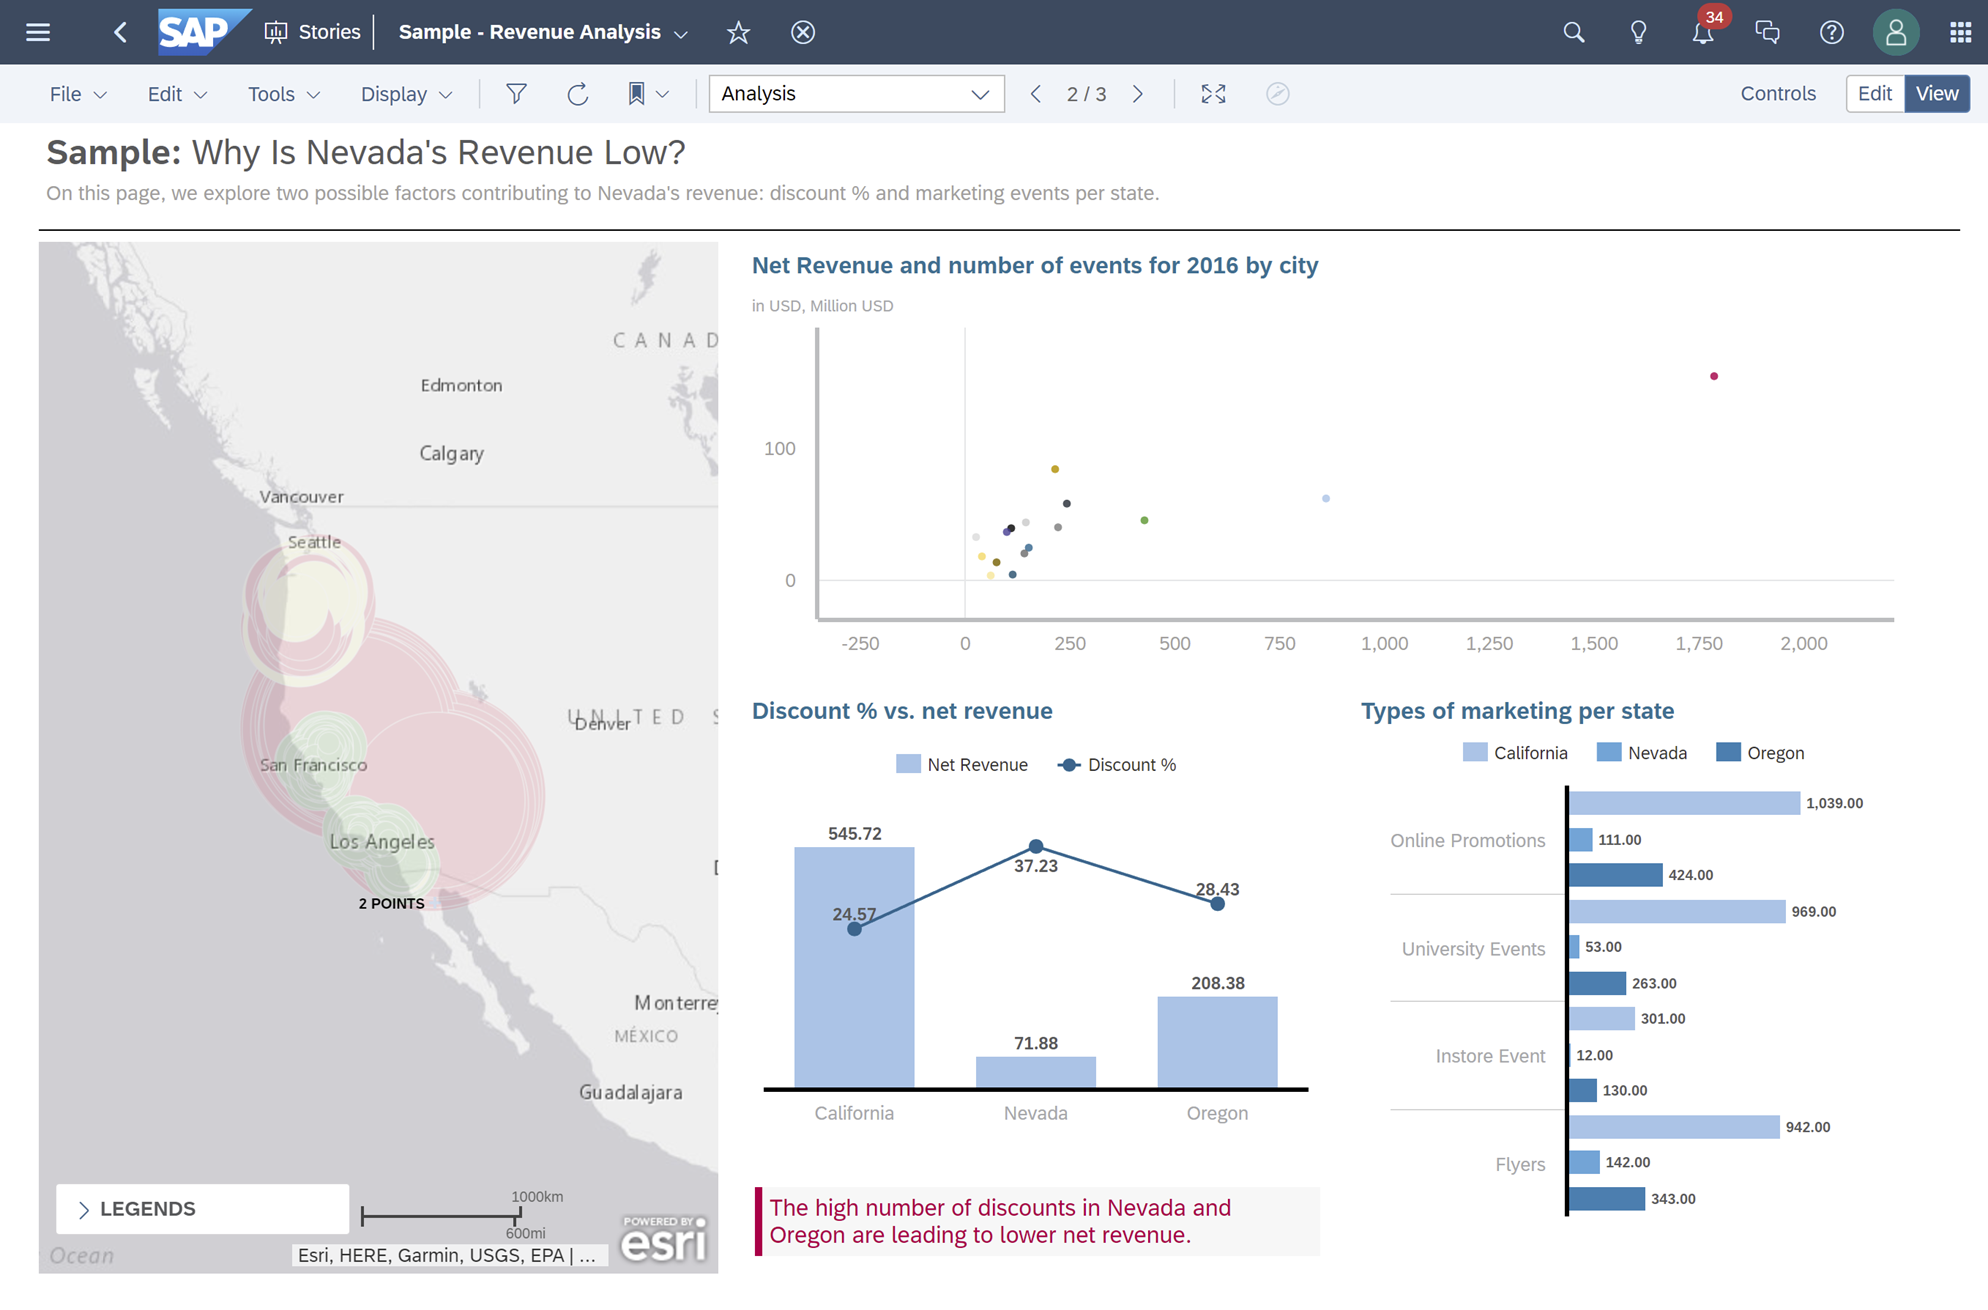 SAP Stories Sample - Revenue Analysis 34
File Edit Tools Display Analysis 2 / 3 Controls Edit View
Sample: Why Is Nevada's Revenue Low?
On this page, we explore two possible factors contributing to Nevada's revenue: discount % and marketing events per state.
CANAD
Edmonton
Calgary
Vancouver
Seattle
UNITED S
Denver
San Francisco
Los Angeles
2 POINTS
Monterrey
MÉXICO
Guadalajara
LEGENDS
1000km
600mi
Ocean
Esri, HERE, Garmin, USGS, EPA | ...
POWERED BY
esri
Net Revenue and number of events for 2016 by city
in USD, Million USD
100
0
-250 0 250 500 750 1,000 1,250 1,500 1,750 2,000
Discount % vs. net revenue
Net Revenue Discount %
545.72
37.23
24.57
28.43
208.38
71.88
California Nevada Oregon
The high number of discounts in Nevada and
Oregon are leading to lower net revenue.
Types of marketing per state
California Nevada Oregon
1,039.00
Online Promotions 111.00
424.00
969.00
University Events 53.00
263.00
301.00
Instore Event 12.00
130.00
942.00
Flyers 142.00
343.00